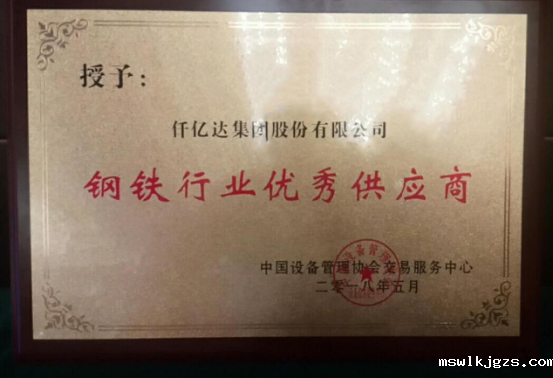 授予：
仟亿达集团股份有限公司
钢铁行业优秀供应商
中国设备管理协会交易服务中心
二零一八年五月
mswlkjgzs.com